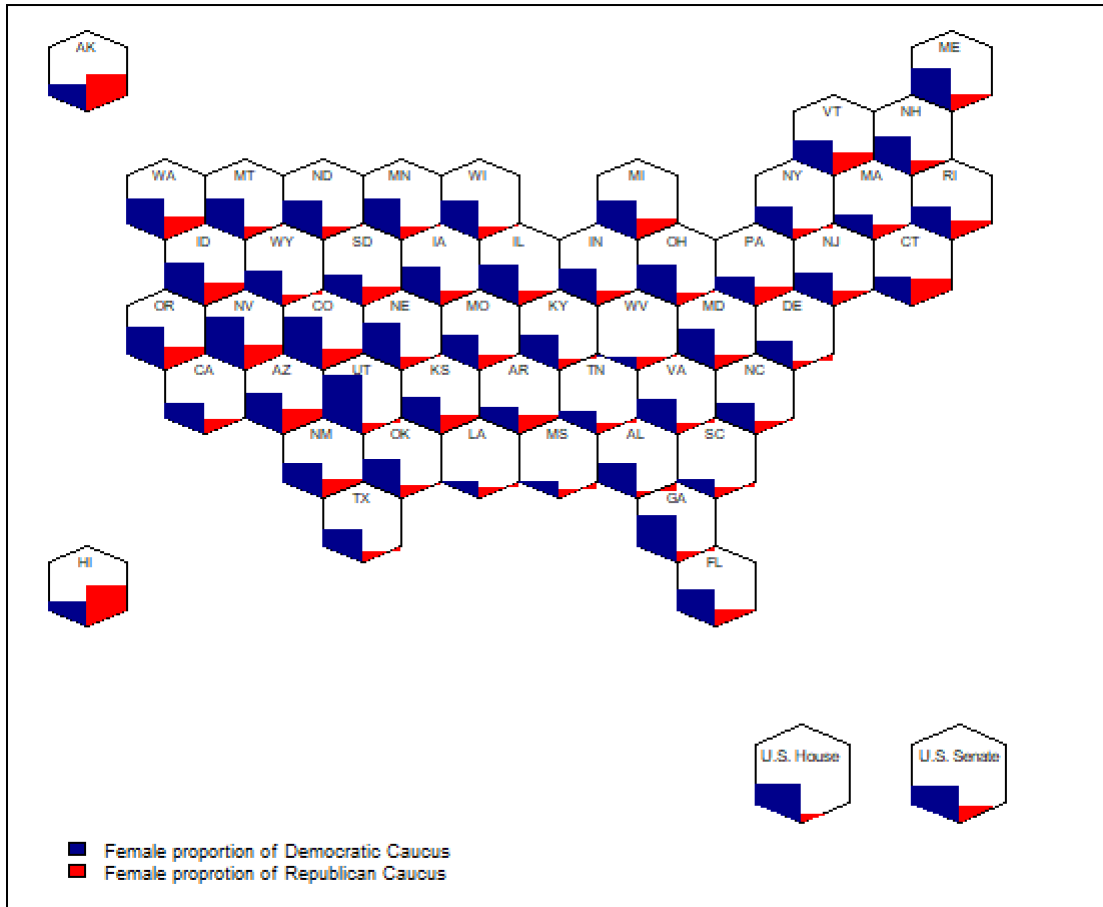 AK
ME
VT
NH
WA
MT
ND
MN
WI
MI
NY
MA
RI
ID
WY
SD
IA
IL
IN
OH
PA
NJ
CT
OR
NV
CO
NE
MO
KY
WV
MD
DE
CA
AZ
UT
KS
AR
TN
VA
NC
NM
OK
LA
MS
AL
SC
TX
GA
HI
FL
U.S. House
U.S. Senate
Female proportion of Democratic Caucus
Female proprotion of Republican Caucus